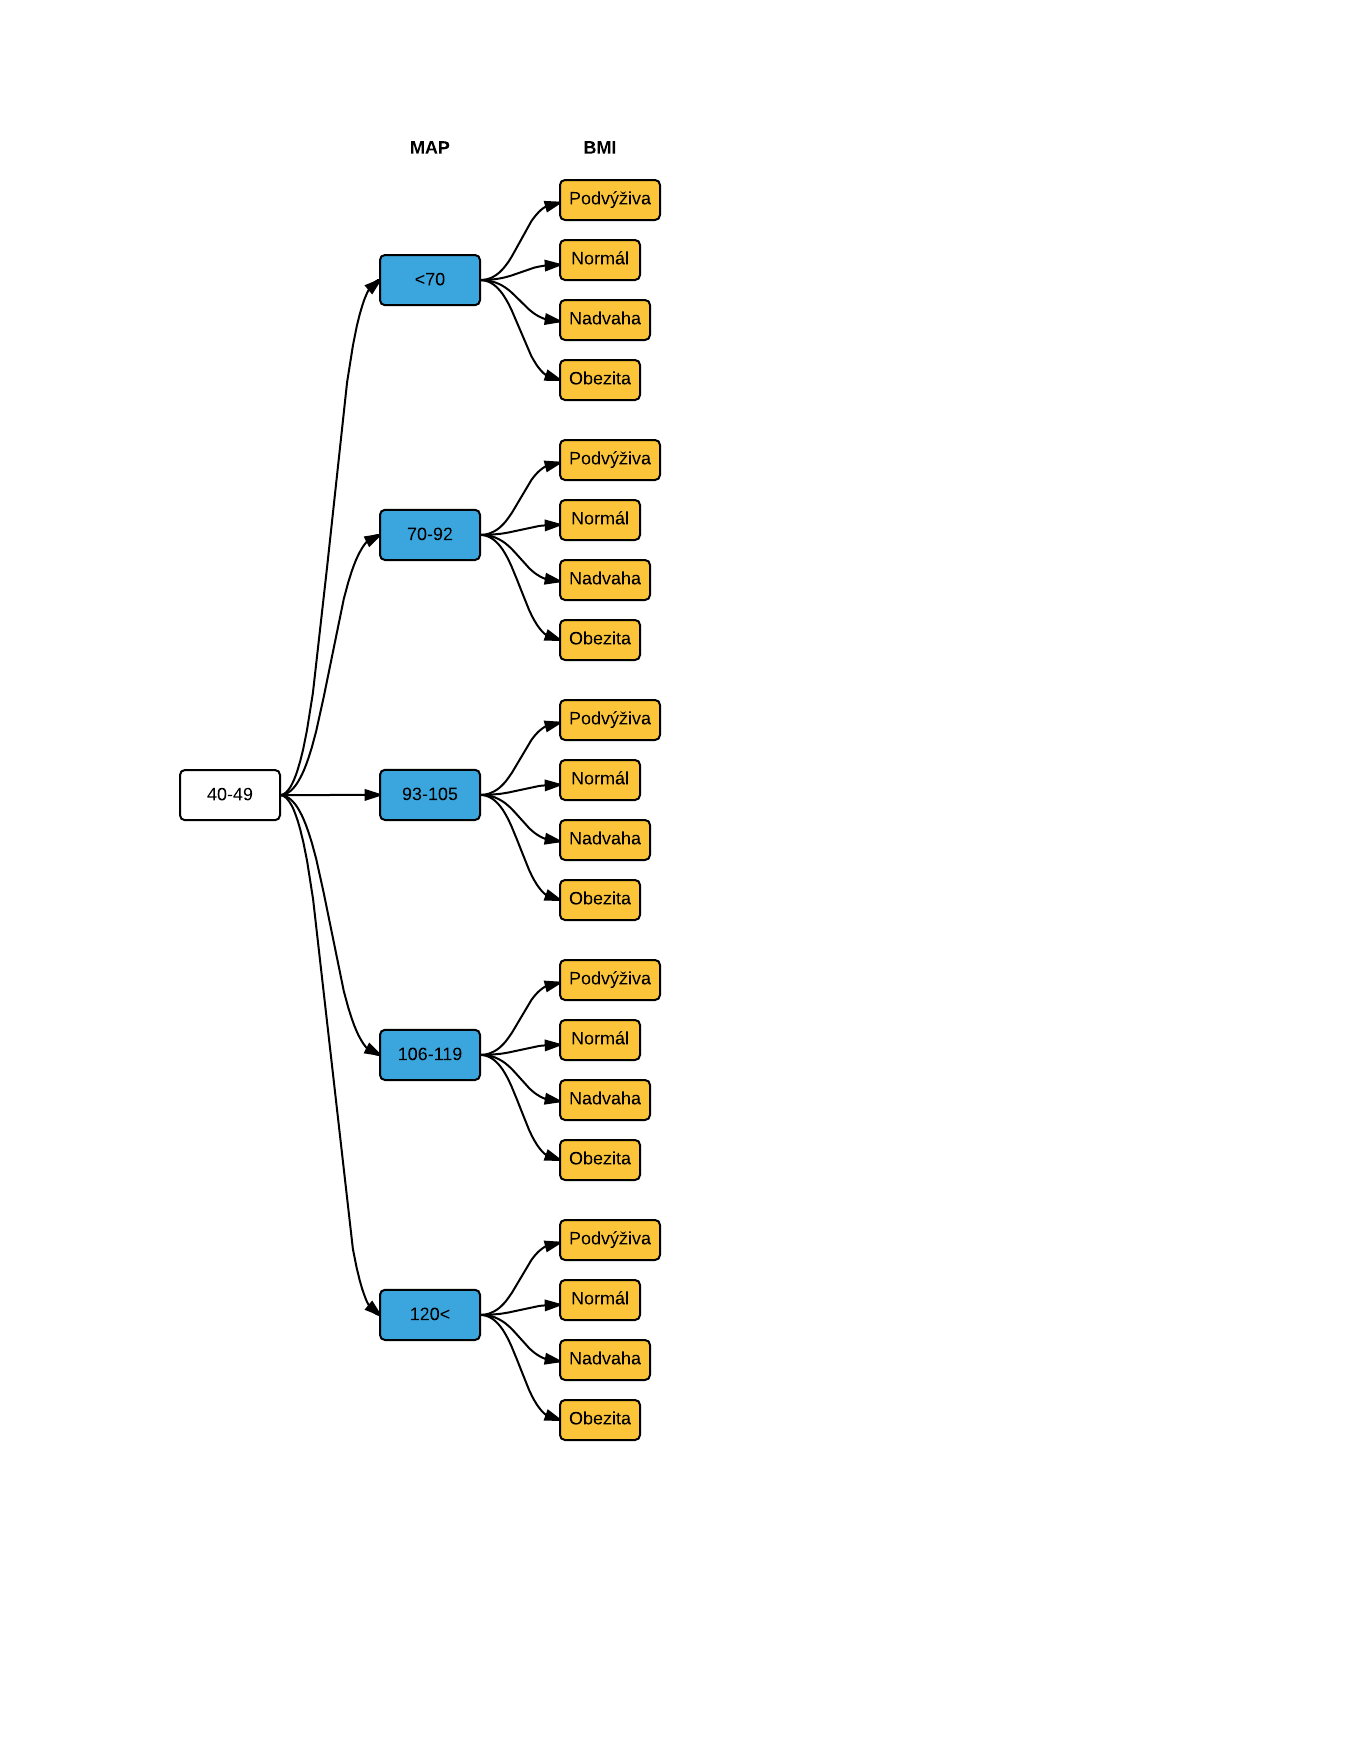 MAP BMI
Podvýživa
Normál
<70
Nadvaha
Obezita
Podvýživa
Normál
70-92
Nadvaha
Obezita
Podvýživa
Normál
40-49
93-105
Nadvaha
Obezita
Podvýživa
Normál
106-119
Nadvaha
Obezita
Podvýživa
Normál
120<
Nadvaha
Obezita